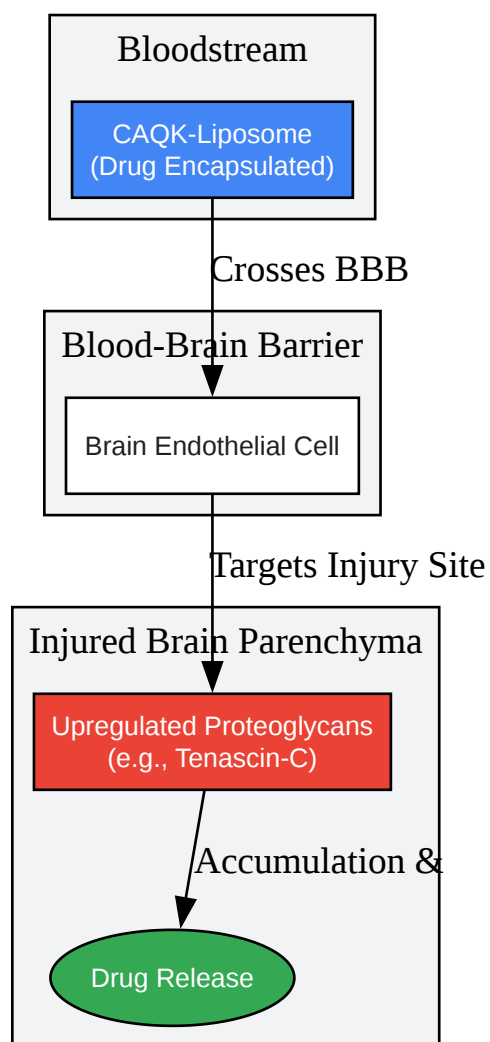 Bloodstream
CAQK-Liposome
(Drug Encapsulated)
Crosses BBB
Blood-Brain Barrier
Brain Endothelial Cell
Targets Injury Site
Injured Brain Parenchyma
Upregulated Proteoglycans
(e.g., Tenascin-C)
Accumulation &
Drug Release